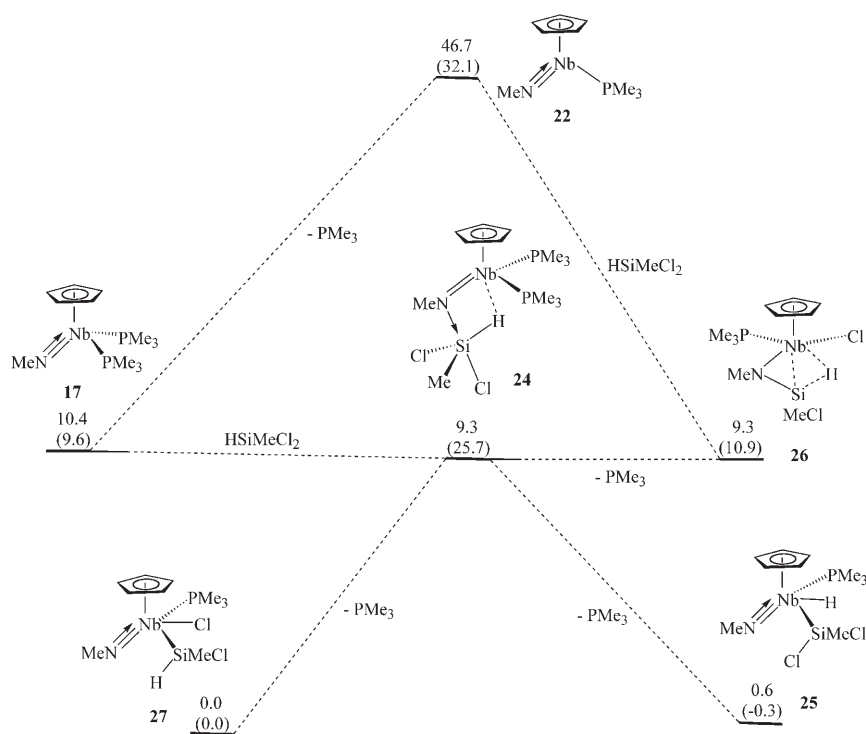 46.7
(32.1)
Nb
MeN
PMe3
22
- PMe3
HSiMeCl2
Nb
PMe3
PMe3
MeN
H
Si
Cl
Me
Cl
24
Nb
PMe3
PMe3
MeN
17
10.4
(9.6)
HSiMeCl2
9.3
(25.7)
- PMe3
Me3P
Nb
Cl
MeN
H
Si
MeCl
9.3
(10.9)
26
- PMe3
- PMe3
PMe3
Nb
Cl
MeN
SiMeCl
H
27
0.0
(0.0)
PMe3
Nb
H
MeN
SiMeCl
Cl
0.6
(-0.3)
25